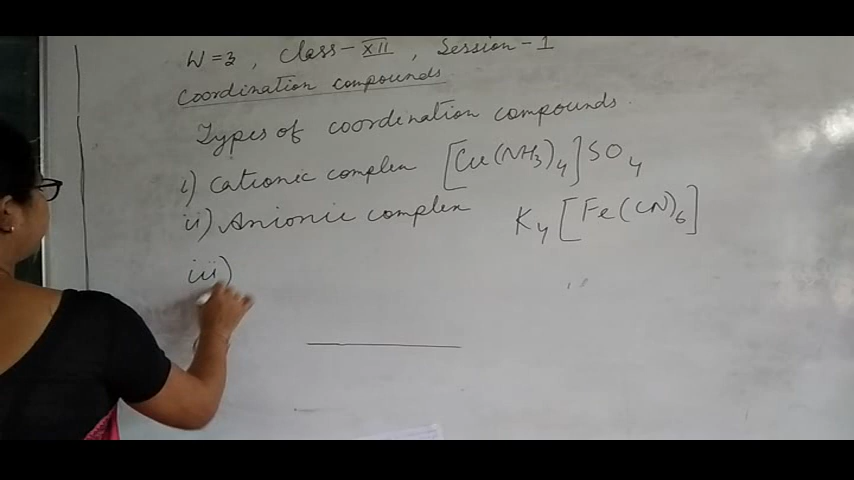 W=3, Class-XII, Session-1
Coordination compounds
Types of coordination compounds.
i) Cationic complex [Cu(NH3)4]SO4
ii) Anionic complex K4[Fe(CN)6]
iii)